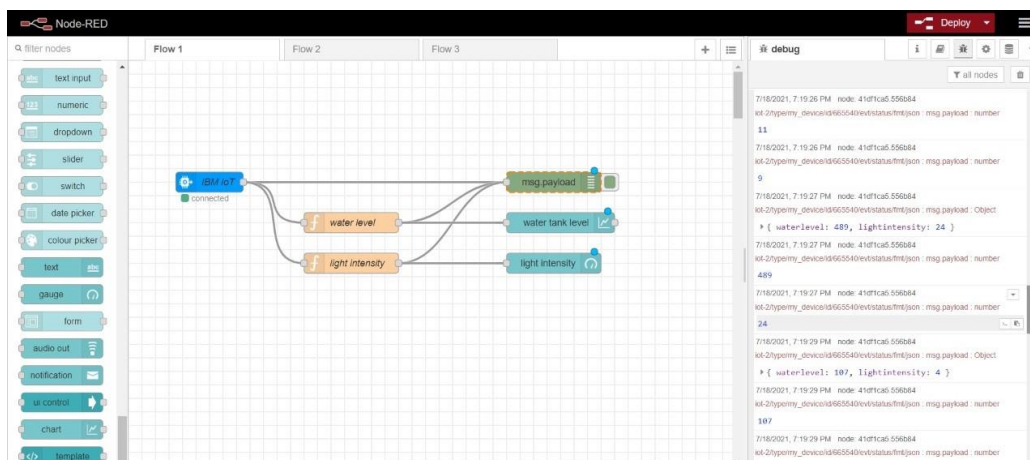 Node-RED
Deploy
filter nodes
Flow 1
Flow 2
Flow 3
debug
i
all nodes
abc text input
123 numeric
dropdown
slider
switch
date picker
colour picker
text abc
gauge
form
audio out
notification
ui control
chart
</> template
IBM IoT
connected
f water level
f light intensity
msg.payload
water tank level
light intensity
7/18/2021, 7:19:26 PM node: 41df1ca5.556b84
iot-2/type/my_device/id/665540/evt/status/fmt/json : msg.payload : number
11
7/18/2021, 7:19:26 PM node: 41df1ca5.556b84
iot-2/type/my_device/id/665540/evt/status/fmt/json : msg.payload : number
9
7/18/2021, 7:19:27 PM node: 41df1ca5.556b84
iot-2/type/my_device/id/665540/evt/status/fmt/json : msg.payload : Object
{ waterlevel: 489, lightintensity: 24 }
7/18/2021, 7:19:27 PM node: 41df1ca5.556b84
iot-2/type/my_device/id/665540/evt/status/fmt/json : msg.payload : number
489
7/18/2021, 7:19:27 PM node: 41df1ca5.556b84
iot-2/type/my_device/id/665540/evt/status/fmt/json : msg.payload : number
24
7/18/2021, 7:19:29 PM node: 41df1ca5.556b84
iot-2/type/my_device/id/665540/evt/status/fmt/json : msg.payload : Object
{ waterlevel: 107, lightintensity: 4 }
7/18/2021, 7:19:29 PM node: 41df1ca5.556b84
iot-2/type/my_device/id/665540/evt/status/fmt/json : msg.payload : number
107
7/18/2021, 7:19:29 PM node: 41df1ca5.556b84
iot-2/type/my_device/id/665540/evt/status/fmt/json : msg.payload : number